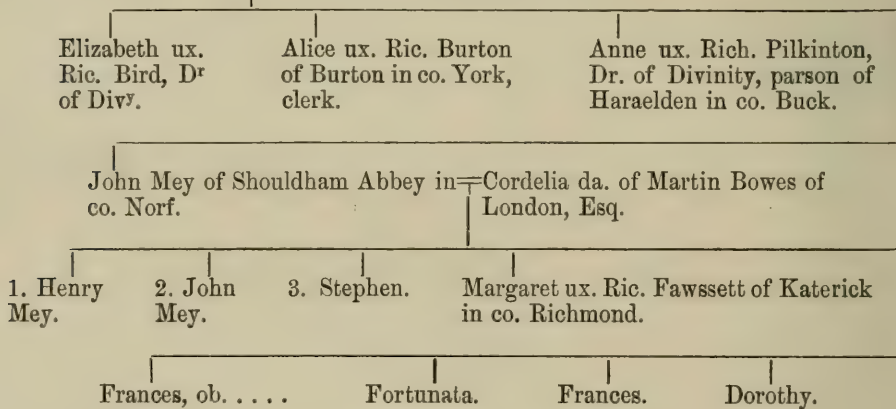 Elizabeth ux.
Ric. Bird, Dr
of Divy.
Alice ux. Ric. Burton
of Burton in co. York,
clerk.
Anne ux. Rich. Pilkinton,
Dr. of Divinity, parson of
Haraelden in co. Buck.
John Mey of Shouldham Abbey in
co. Norf.
Cordelia da. of Martin Bowes of
London, Esq.
1. Henry
Mey.
2. John
Mey.
3. Stephen.
Margaret ux. Ric. Fawssett of Katerick
in co. Richmond.
Frances, ob. . . . .
Fortunata.
Frances.
Dorothy.